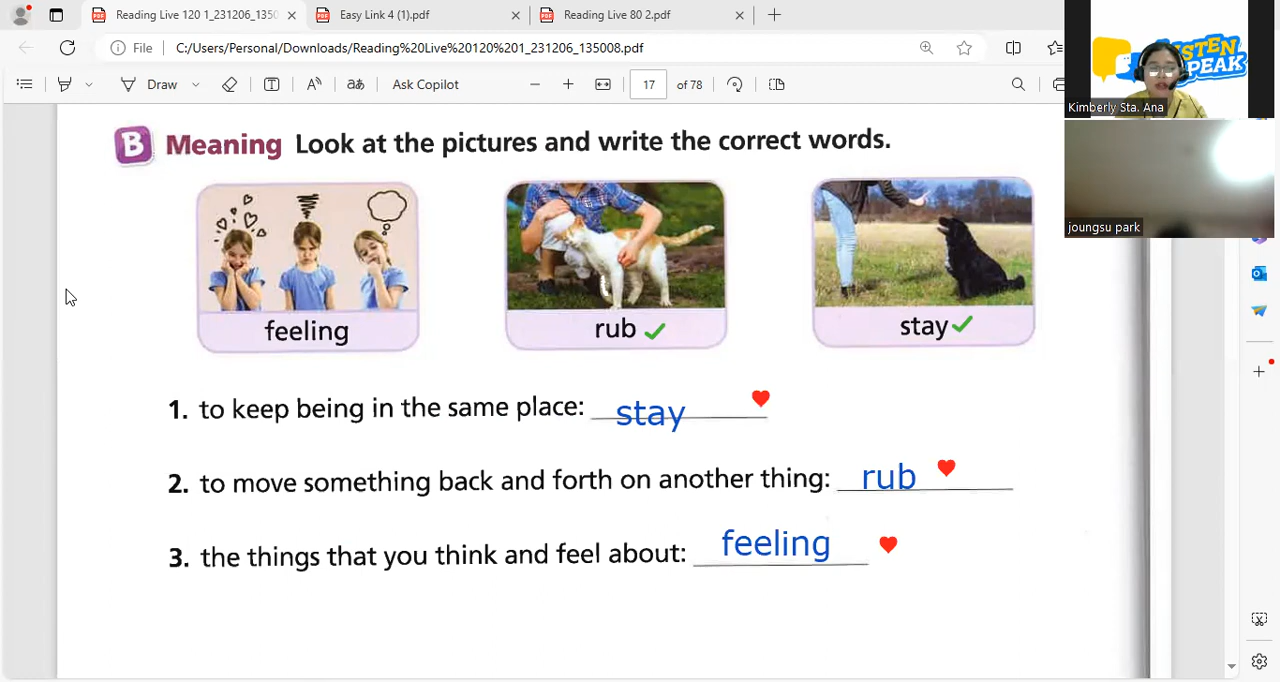 Reading Live 120 1_231206_1350
Easy Link 4 (1).pdf
Reading Live 80 2.pdf
File
C:/Users/Personal/Downloads/Reading%20Live%20120%201_231206_135008.pdf
Draw
Ask Copilot
17 of 78
LISTEN
SPEAK
Kimberly Sta. Ana
joungsu park
B Meaning Look at the pictures and write the correct words.
feeling
rub
stay
1. to keep being in the same place: stay
2. to move something back and forth on another thing: rub
3. the things that you think and feel about: feeling